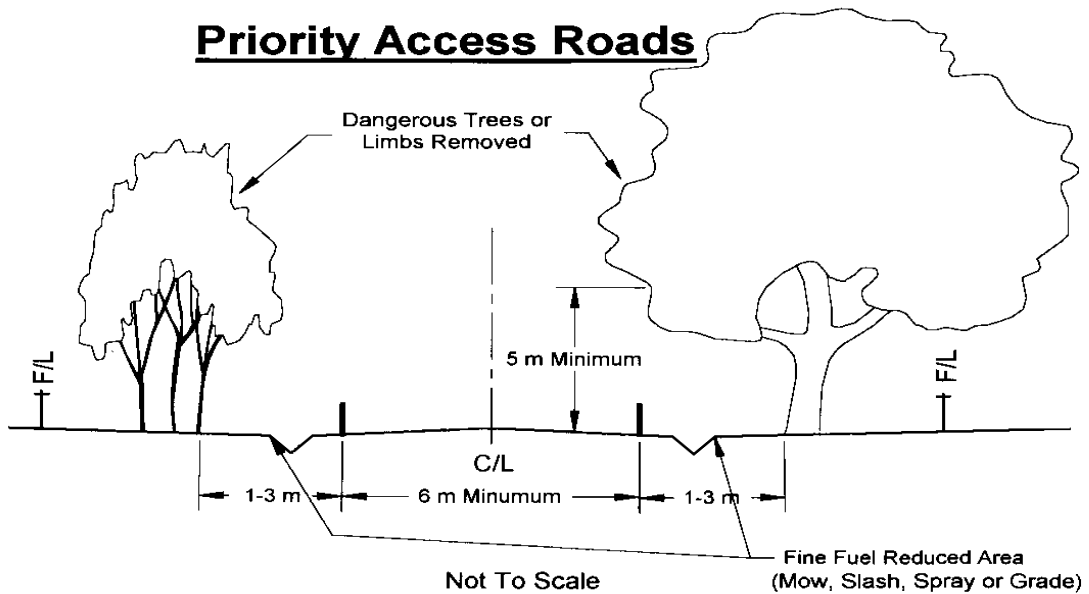 Priority Access Roads
Dangerous Trees or
Limbs Removed
5 m Minimum
F/L
F/L
C/L
1-3 m
6 m Minumum
1-3 m
Fine Fuel Reduced Area
(Mow, Slash, Spray or Grade)
Not To Scale